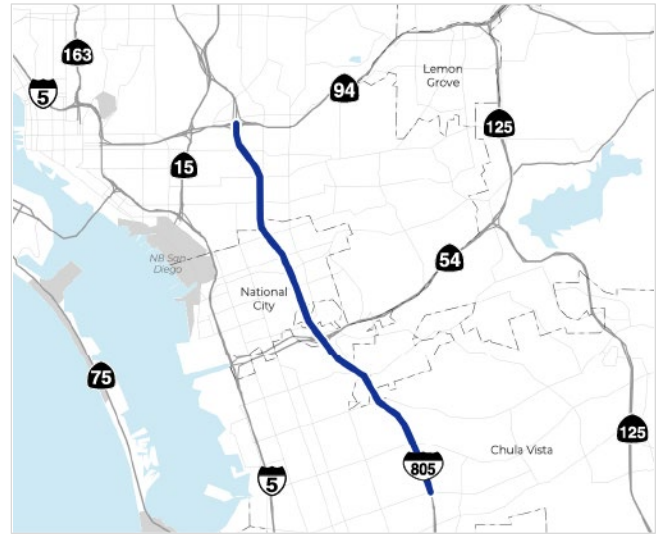 163
Lemon
Grove
5
94
125
15
NB San
Diego
54
National
City
75
125
Chula Vista
805
5